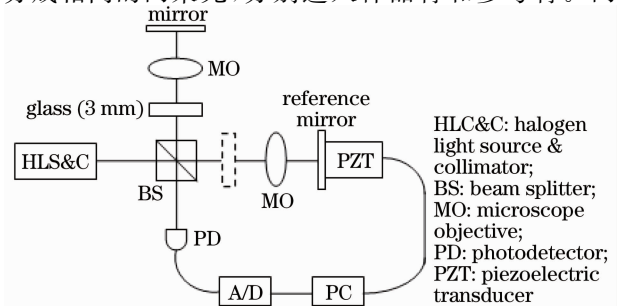 mirror
MO
glass (3 mm)
reference
mirror
HLS&C
BS
MO
PZT
PD
A/D
PC
HLC&C: halogen
light source &
collimator;
BS: beam splitter;
MO: microscope
objective;
PD: photodetector;
PZT: piezoelectric
transducer